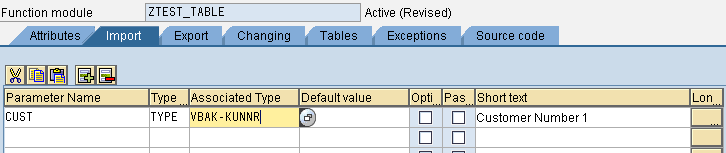 Function module ZTEST_TABLE Active (Revised)
Attributes Import Export Changing Tables Exceptions Source code
Parameter Name Type ... Associated Type Default value Opti... Pas... Short text Lon...
CUST TYPE VBAK-KUNNR Customer Number 1 ...
...